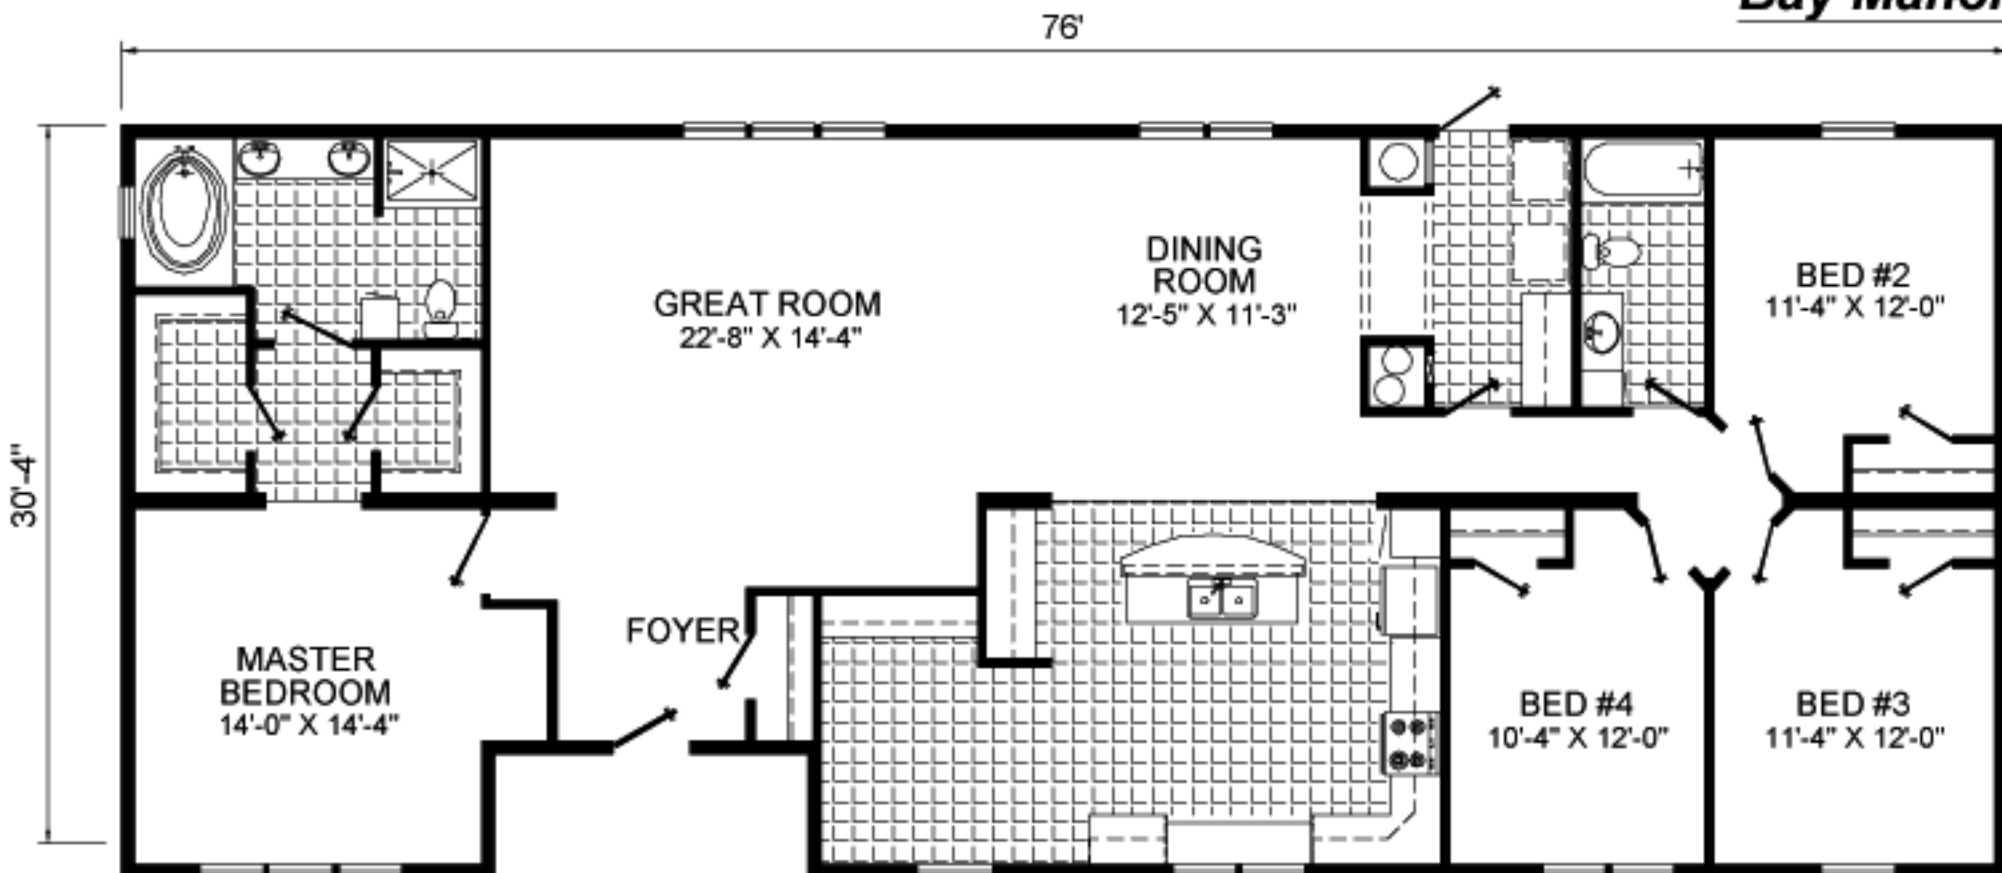 76'
30'-4"
GREAT ROOM
22'-8" X 14'-4"
DINING
ROOM
12'-5" X 11'-3"
BED #2
11'-4" X 12'-0"
FOYER
MASTER
BEDROOM
14'-0" X 14'-4"
BED #4
10'-4" X 12'-0"
BED #3
11'-4" X 12'-0"